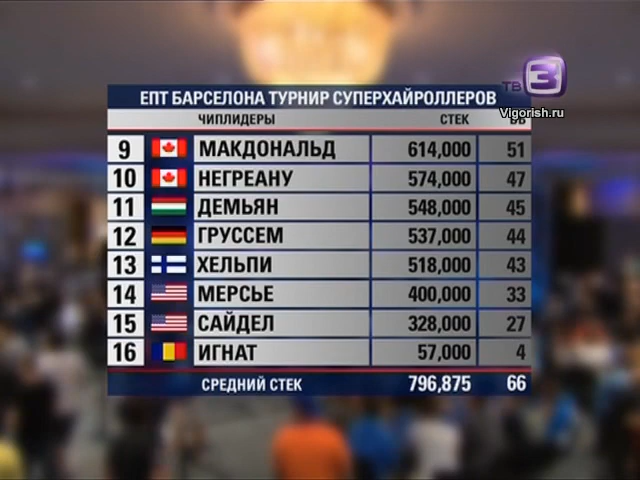 ТВ 3
Vigorish.ru
ЕПТ БАРСЕЛОНА ТУРНИР СУПЕРХАЙРОЛЛЕРОВ
ЧИПЛИДЕРЫ СТЕК ББ
9 МАКДОНАЛЬД 614,000 51
10 НЕГРЕАНУ 574,000 47
11 ДЕМЬЯН 548,000 45
12 ГРУССЕМ 537,000 44
13 ХЕЛЬПИ 518,000 43
14 МЕРСЬЕ 400,000 33
15 САЙДЕЛ 328,000 27
16 ИГНАТ 57,000 4
СРЕДНИЙ СТЕК 796,875 66